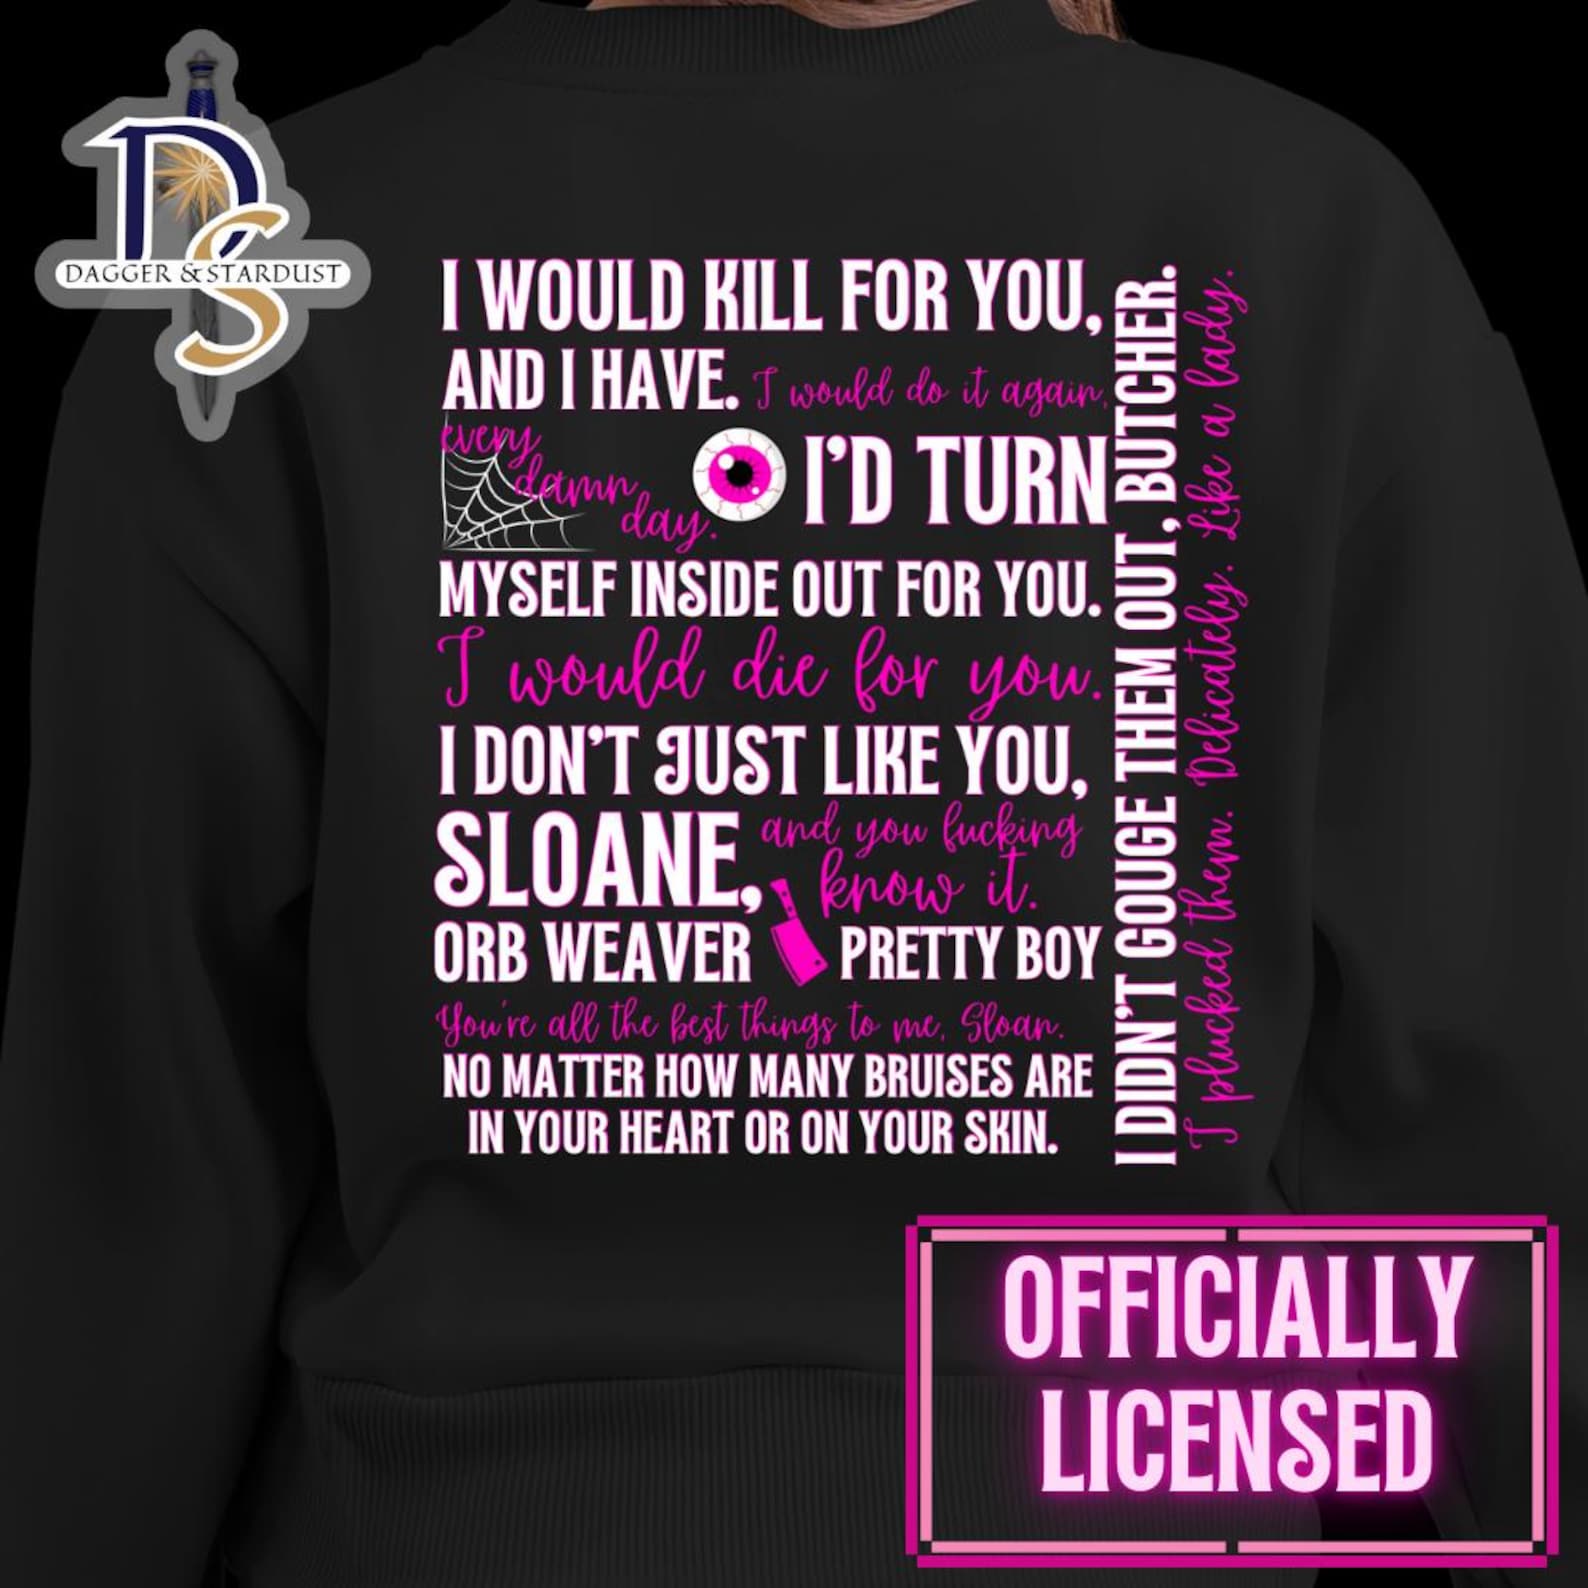 DS
DAGGER & STARDUST
I WOULD KILL FOR YOU,
AND I HAVE. I would do it again,
every
damn
day.
I'D TURN
MYSELF INSIDE OUT FOR YOU.
I would die for you.
I DON'T JUST LIKE YOU,
SLOANE, and you fucking
know it.
ORB WEAVER PRETTY BOY
You're all the best things to me, Sloan.
NO MATTER HOW MANY BRUISES ARE
IN YOUR HEART OR ON YOUR SKIN.
I DIDN'T GOUGE THEM OUT, BUTCHER.
I plucked them. Delicately. Like a lady.
OFFICIALLY
LICENSED